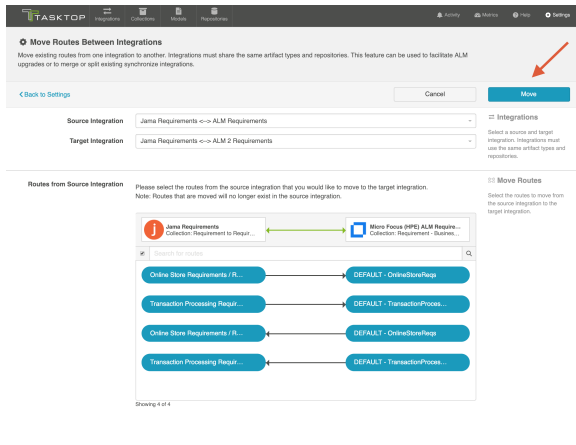 TASKTOP
Integrations
Collections
Models
Repositories
Activity
Metrics
Help
Settings
Move Routes Between Integrations
Move existing routes from one integration to another. Integrations must share the same artifact types and repositories. This feature can be used to facilitate ALM
upgrades or to merge or split existing synchronize integrations.
Back to Settings
Cancel
Move
Source Integration
Jama Requirements <--> ALM Requirements
Target Integration
Jama Requirements <--> ALM 2 Requirements
Integrations
Select a source and target
integration. Integrations must
use the same artifact types and
repositories.
Routes from Source Integration
Please select the routes from the source integration that you would like to move to the target integration.
Note: Routes that are moved will no longer exist in the source integration.
Move Routes
Select the routes to move from
the source integration to the
target integration.
Jama Requirements
Collection: Requirement to Requir...
Micro Focus (HPE) ALM Require...
Collection: Requirement - Busines...
Search for routes
Online Store Requirements / R...
DEFAULT - OnlineStoreReqs
Transaction Processing Requir...
DEFAULT - TransactionProces...
Online Store Requirements / R...
DEFAULT - OnlineStoreReqs
Transaction Processing Requir...
DEFAULT - TransactionProces...
Showing 4 of 4